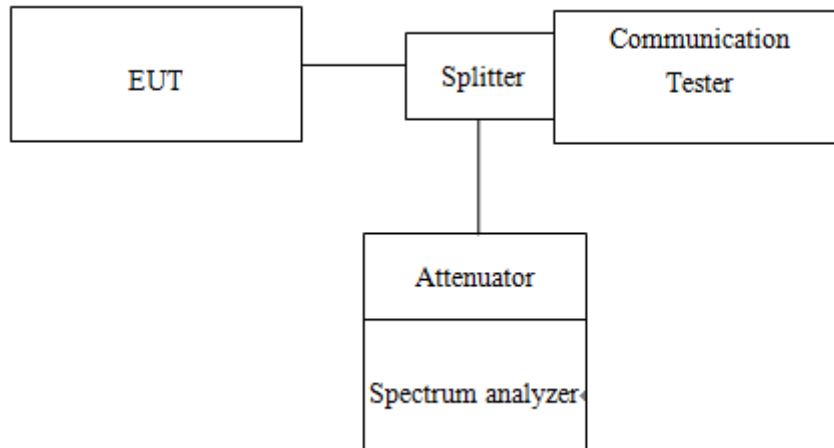 EUT
Splitter
Communication
Tester
Attenuator
Spectrum analyzer